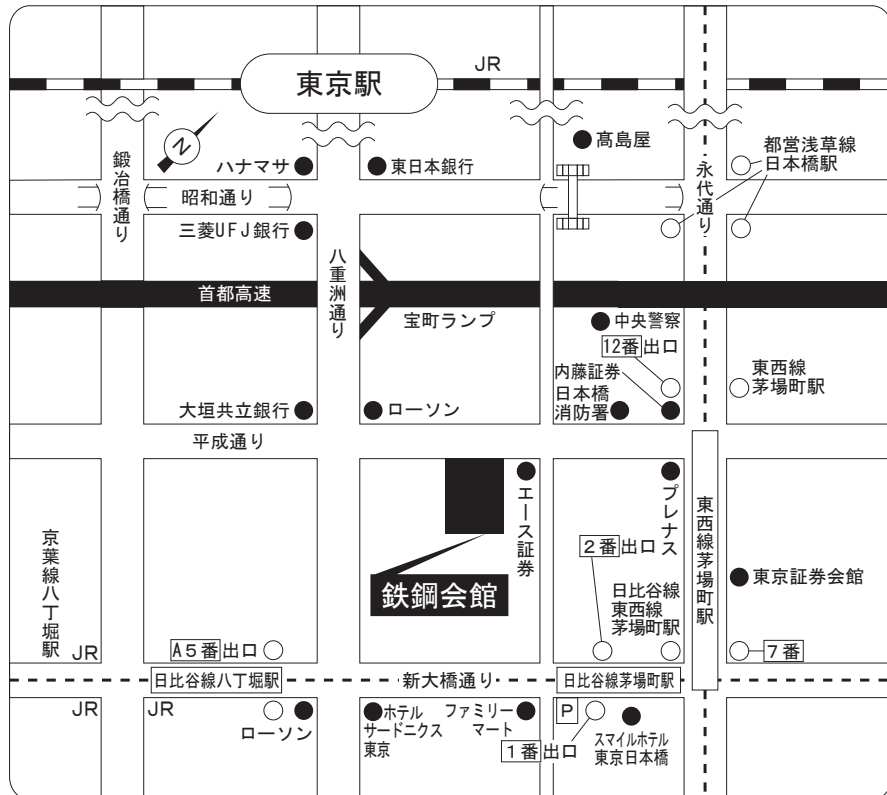 JR
東京駅
N
ハナマサ
東日本銀行
髙島屋
都営浅草線
日本橋駅
鍛冶橋通り
昭和通り
永代通り
三菱UFJ銀行
八重洲通り
首都高速
宝町ランプ
中央警察
12番出口
内藤証券
日本橋
消防署
東西線
茅場町駅
大垣共立銀行
ローソン
平成通り
エース証券
プレナス
東西線茅場町駅
京葉線八丁堀駅
鉄鋼会館
2番出口
日比谷線
東西線
茅場町駅
東京証券会館
JR
A5番出口
7番
日比谷線八丁堀駅
新大橋通り
日比谷線茅場町駅
JR
JR
ローソン
ホテル
サードニクス
東京
ファミリー
マート
P
1番出口
スマイルホテル
東京日本橋